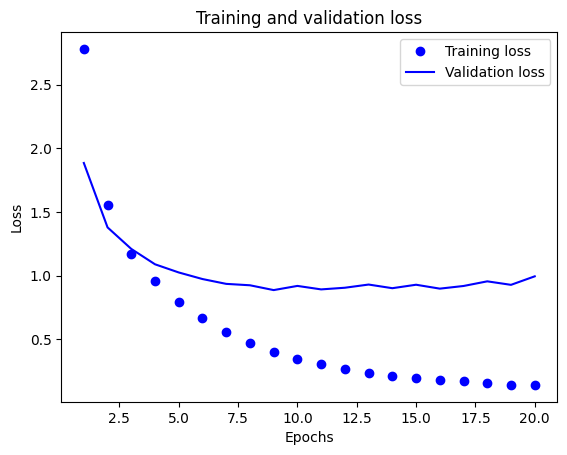 Training and validation loss
Training loss
Validation loss
2.5
2.0
1.5
1.0
0.5
Loss
2.5
5.0
7.5
10.0
12.5
15.0
17.5
20.0
Epochs